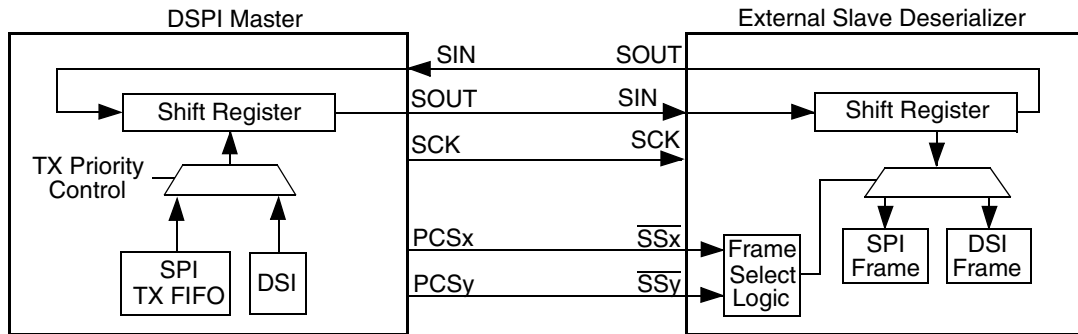 DSPI Master
External Slave Deserializer
SIN
SOUT
Shift Register
SOUT
SIN
Shift Register
SCK
SCK
TX Priority
Control
PCSx
SSx
Frame
Select
Logic
SPI
Frame
DSI
Frame
SPI
TX FIFO
DSI
PCSy
SSy